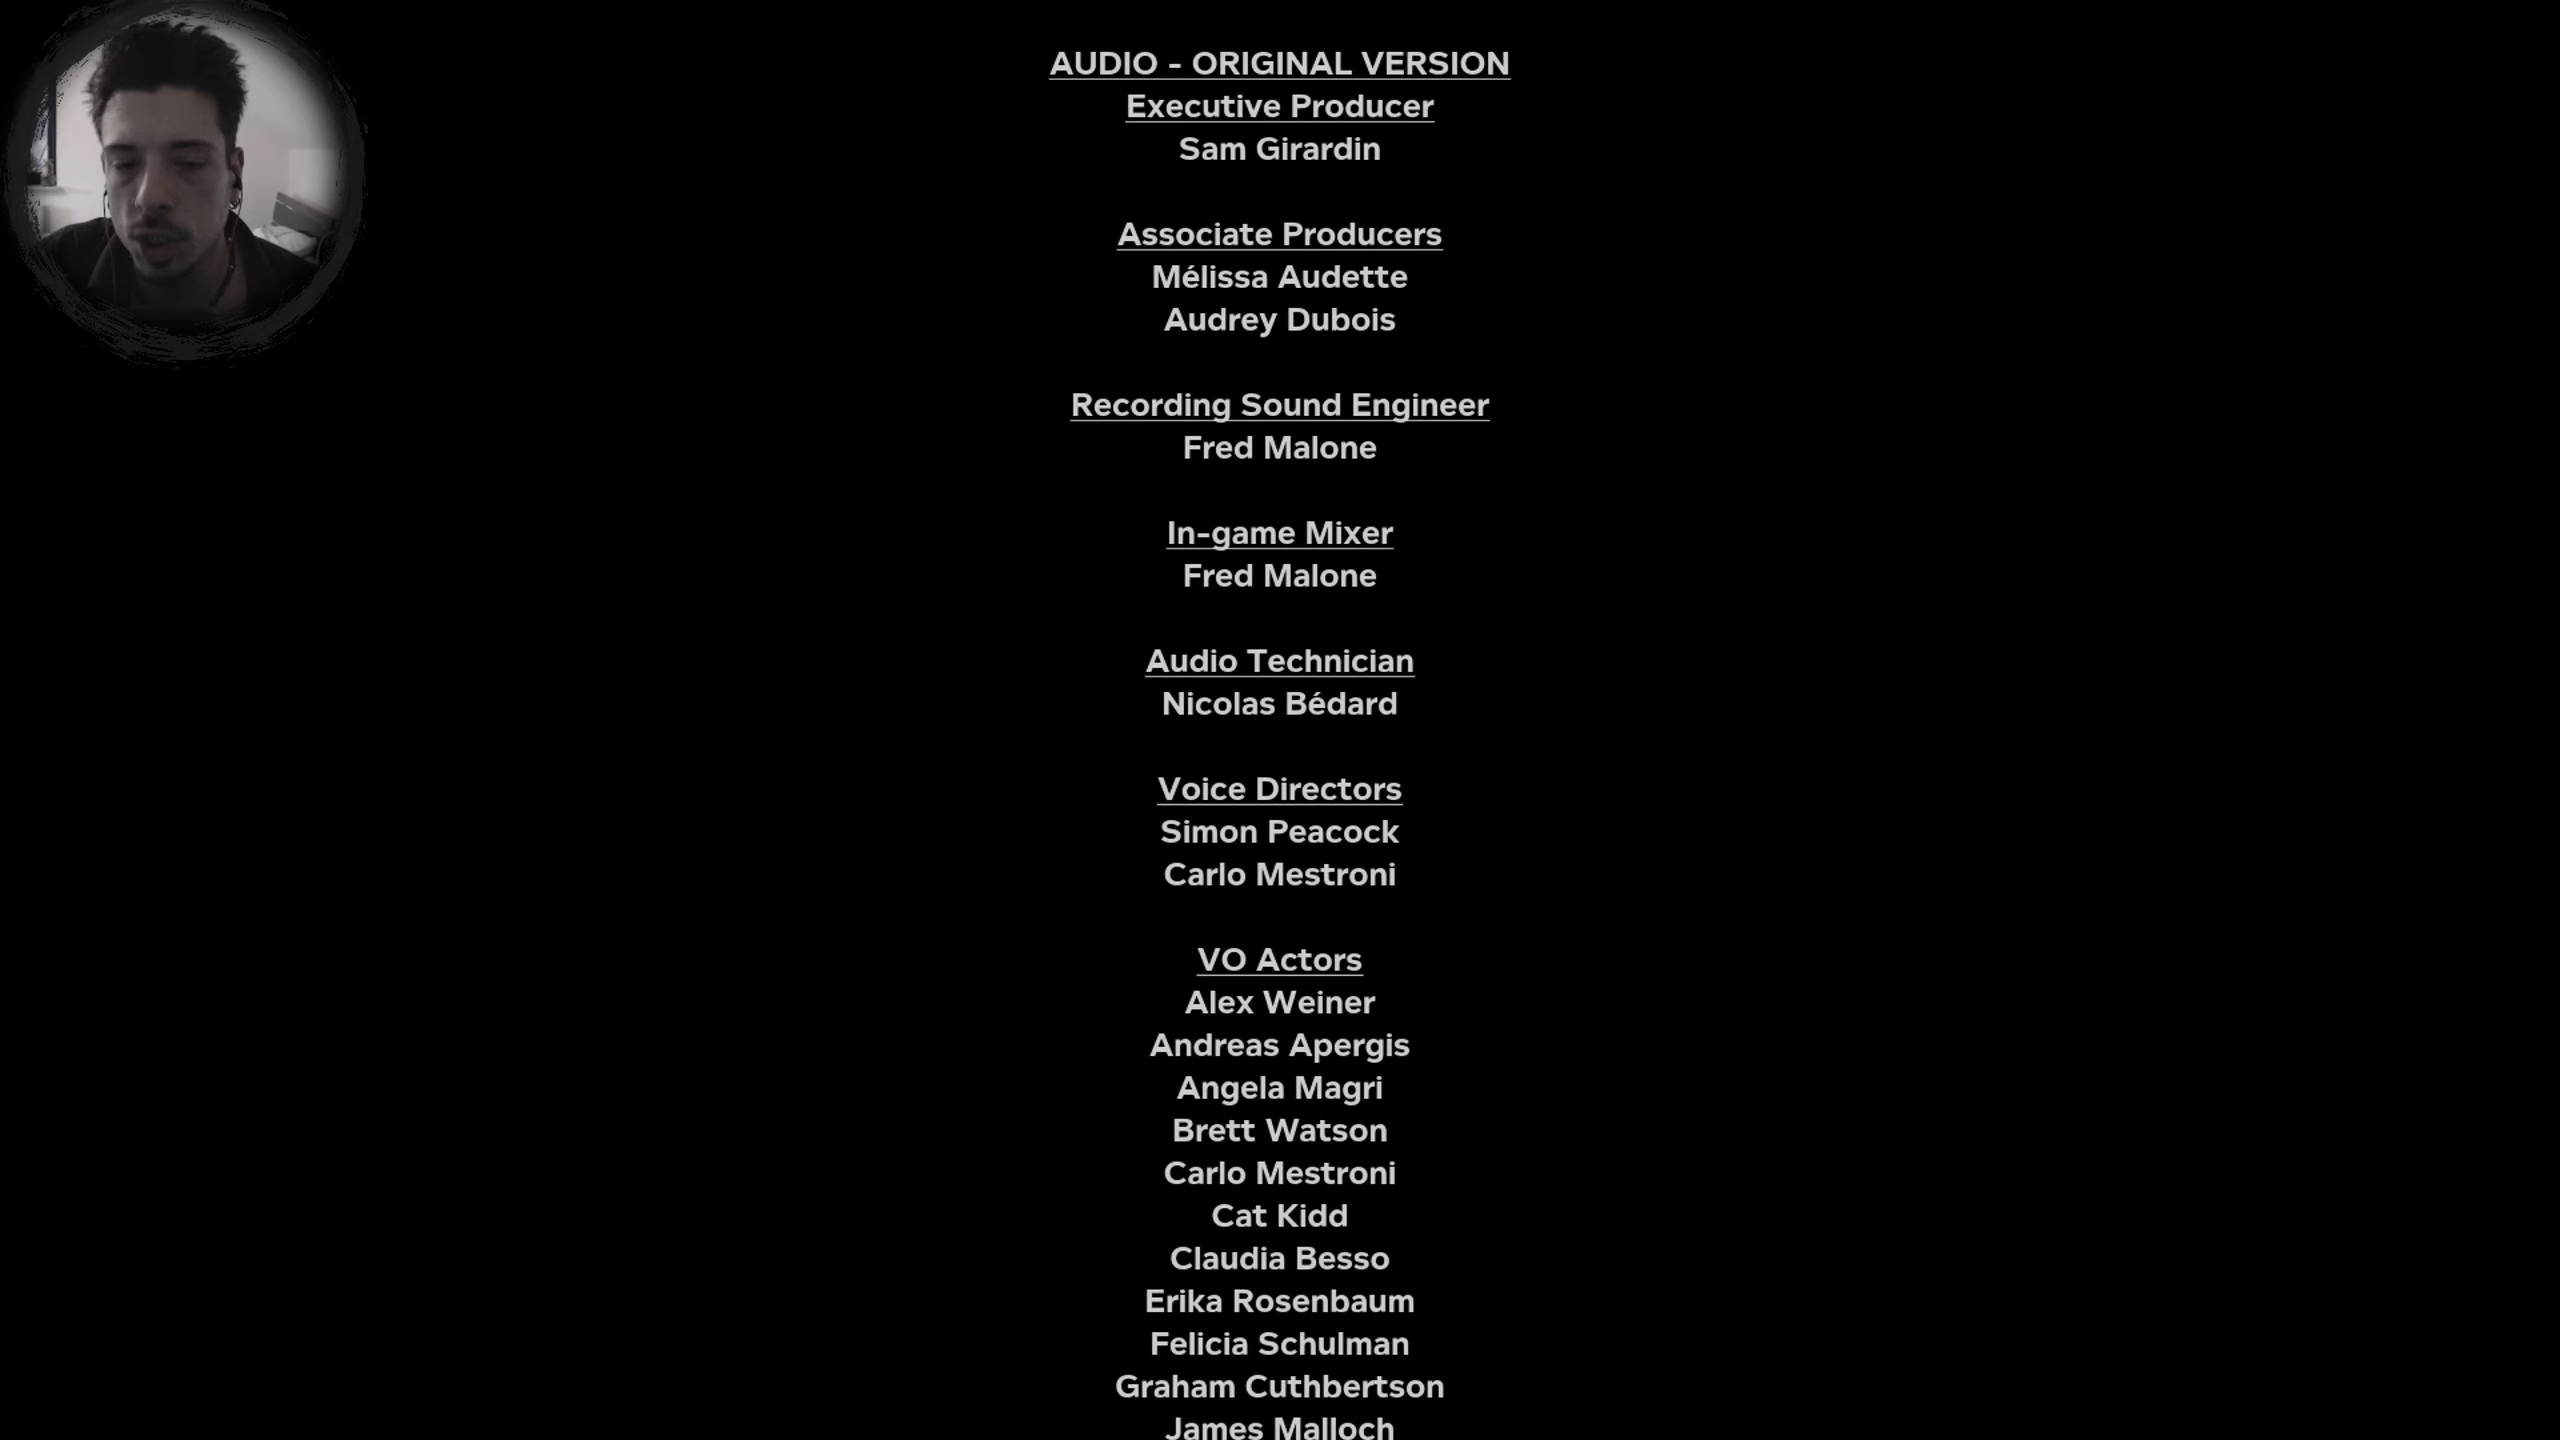 AUDIO - ORIGINAL VERSION
Executive Producer
Sam Girardin
Associate Producers
Mélissa Audette
Audrey Dubois
Recording Sound Engineer
Fred Malone
In-game Mixer
Fred Malone
Audio Technician
Nicolas Bédard
Voice Directors
Simon Peacock
Carlo Mestroni
VO Actors
Alex Weiner
Andreas Apergis
Angela Magri
Brett Watson
Carlo Mestroni
Cat Kidd
Claudia Besso
Erika Rosenbaum
Felicia Schulman
Graham Cuthbertson
James Malloch